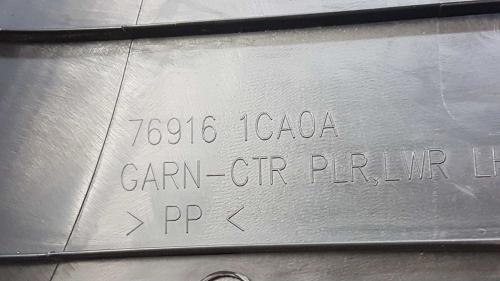 76916 1CA0A
GARN-CTR PLR,LWR LH
> PP <